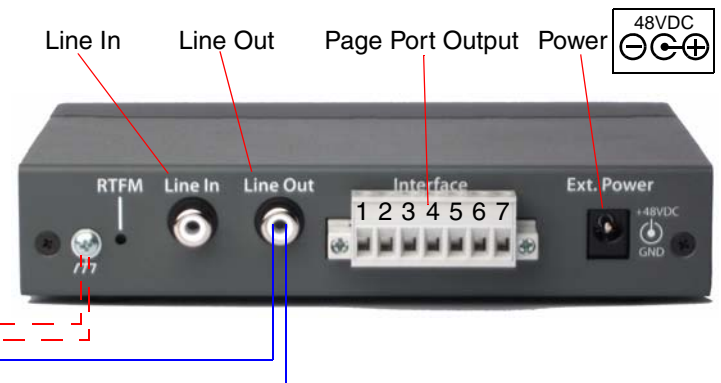 48VDC
Line In Line Out Page Port Output Power
RTFM Line In Line Out Interface Ext. Power
1 2 3 4 5 6 7
+48VDC
GND